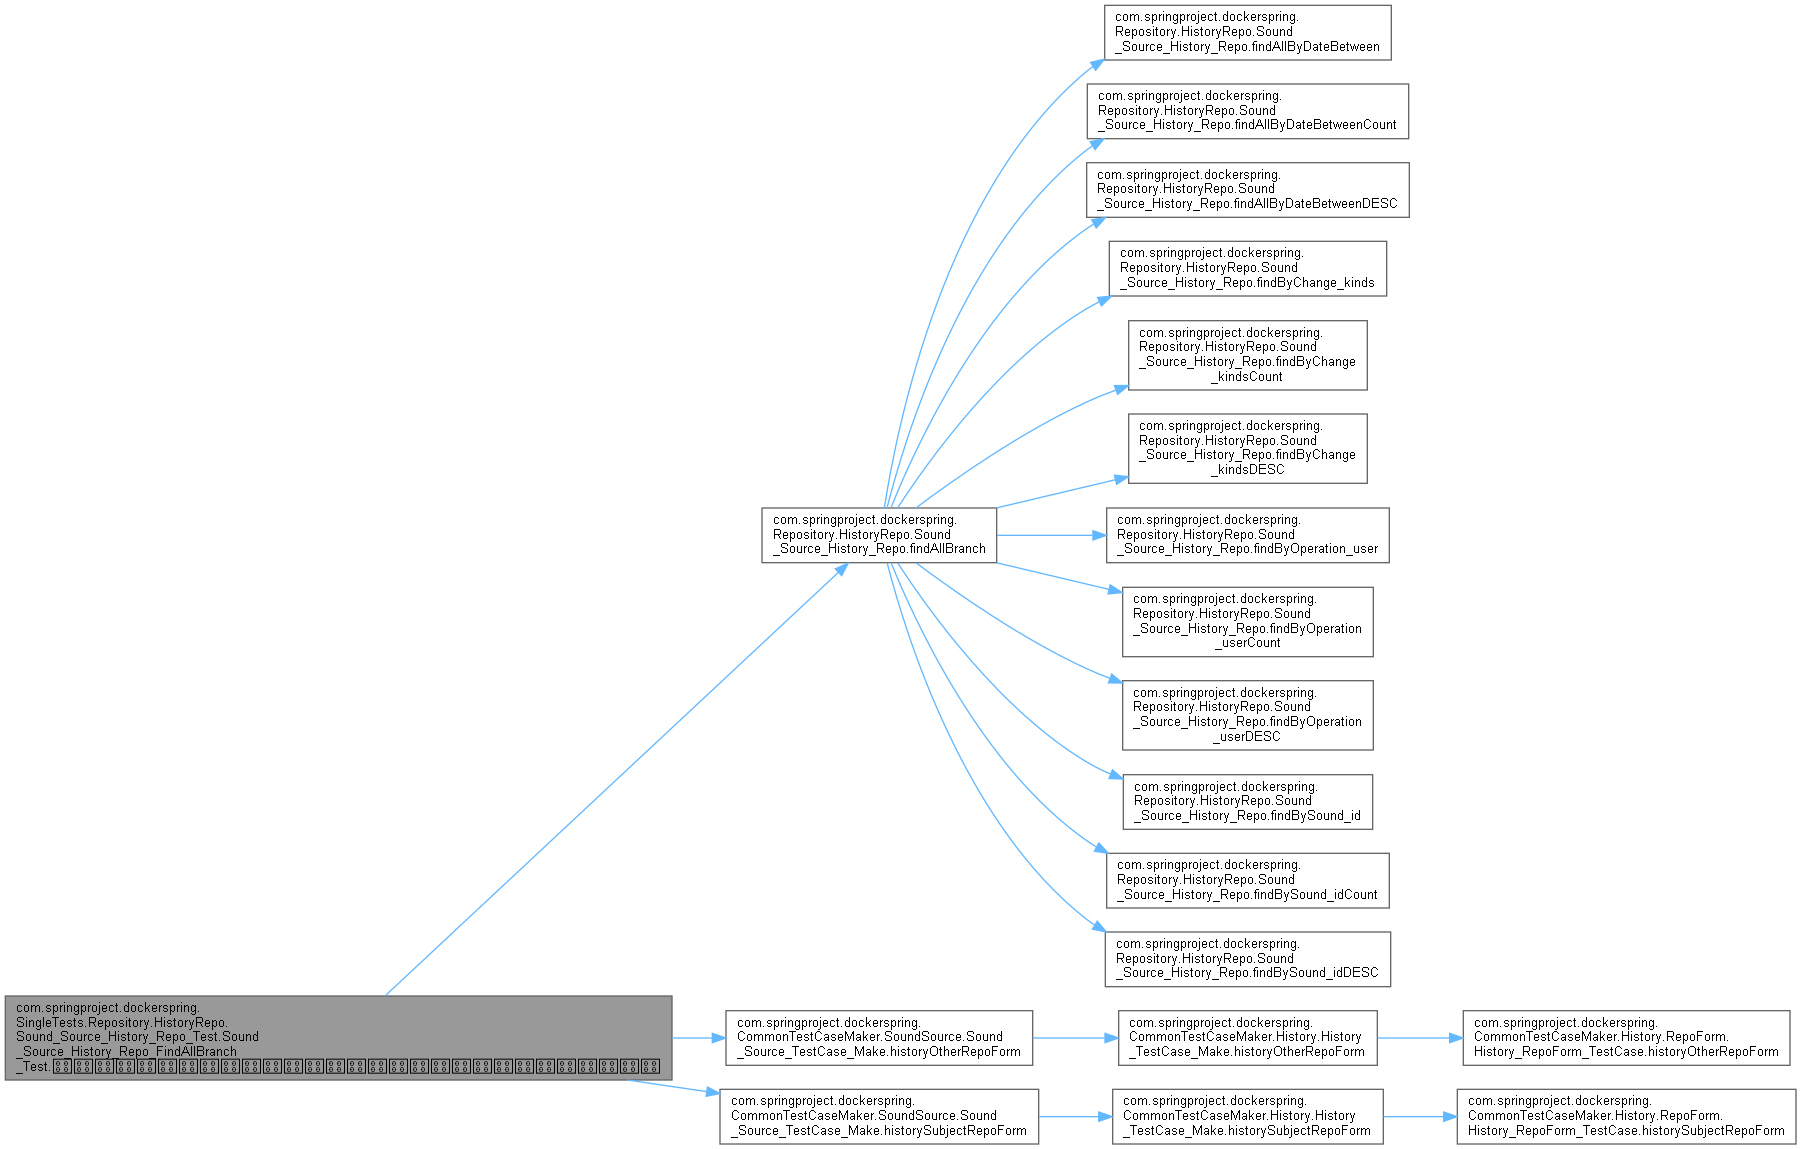 com.springproject.dockerspring.
Repository.HistoryRepo.Sound
_Source_History_Repo.findAllByDateBetween
com.springproject.dockerspring.
Repository.HistoryRepo.Sound
_Source_History_Repo.findAllByDateBetweenCount
com.springproject.dockerspring.
Repository.HistoryRepo.Sound
_Source_History_Repo.findAllByDateBetweenDESC
com.springproject.dockerspring.
Repository.HistoryRepo.Sound
_Source_History_Repo.findByChange_kinds
com.springproject.dockerspring.
Repository.HistoryRepo.Sound
_Source_History_Repo.findByChange
_kindsCount
com.springproject.dockerspring.
Repository.HistoryRepo.Sound
_Source_History_Repo.findByChange
_kindsDESC
com.springproject.dockerspring.
Repository.HistoryRepo.Sound
_Source_History_Repo.findAllBranch
com.springproject.dockerspring.
Repository.HistoryRepo.Sound
_Source_History_Repo.findByOperation_user
com.springproject.dockerspring.
Repository.HistoryRepo.Sound
_Source_History_Repo.findByOperation
_userCount
com.springproject.dockerspring.
Repository.HistoryRepo.Sound
_Source_History_Repo.findByOperation
_userDESC
com.springproject.dockerspring.
Repository.HistoryRepo.Sound
_Source_History_Repo.findBySound_id
com.springproject.dockerspring.
Repository.HistoryRepo.Sound
_Source_History_Repo.findBySound_idCount
com.springproject.dockerspring.
Repository.HistoryRepo.Sound
_Source_History_Repo.findBySound_idDESC
com.springproject.dockerspring.
SingleTests.Repository.HistoryRepo.
Sound_Source_History_Repo_Test.Sound
_Source_History_Repo_FindAllBranch
_Test.
com.springproject.dockerspring.
CommonTestCaseMaker.SoundSource.Sound
_Source_TestCase_Make.historyOtherRepoForm
com.springproject.dockerspring.
CommonTestCaseMaker.History.History
_TestCase_Make.historyOtherRepoForm
com.springproject.dockerspring.
CommonTestCaseMaker.History.RepoForm.
History_RepoForm_TestCase.historyOtherRepoForm
com.springproject.dockerspring.
CommonTestCaseMaker.SoundSource.Sound
_Source_TestCase_Make.historySubjectRepoForm
com.springproject.dockerspring.
CommonTestCaseMaker.History.History
_TestCase_Make.historySubjectRepoForm
com.springproject.dockerspring.
CommonTestCaseMaker.History.RepoForm.
History_RepoForm_TestCase.historySubjectRepoForm